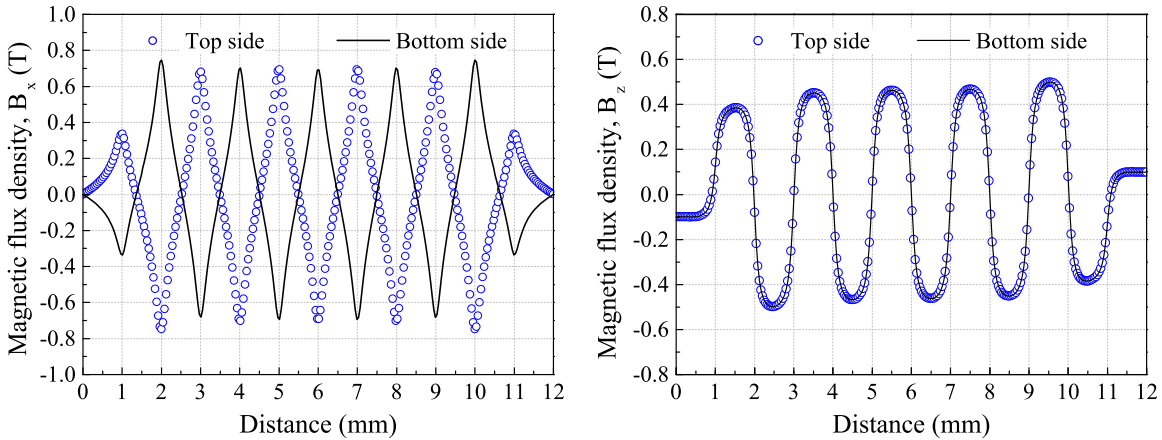 Magnetic flux density, Bx (T)
1.0
0.8
0.6
0.4
0.2
0.0
-0.2
-0.4
-0.6
-0.8
-1.0
Top side
Bottom side
0 1 2 3 4 5 6 7 8 9 10 11 12
Distance (mm)
Magnetic flux density, Bz (T)
0.8
0.6
0.4
0.2
0.0
-0.2
-0.4
-0.6
-0.8
Top side
Bottom side
0 1 2 3 4 5 6 7 8 9 10 11 12
Distance (mm)